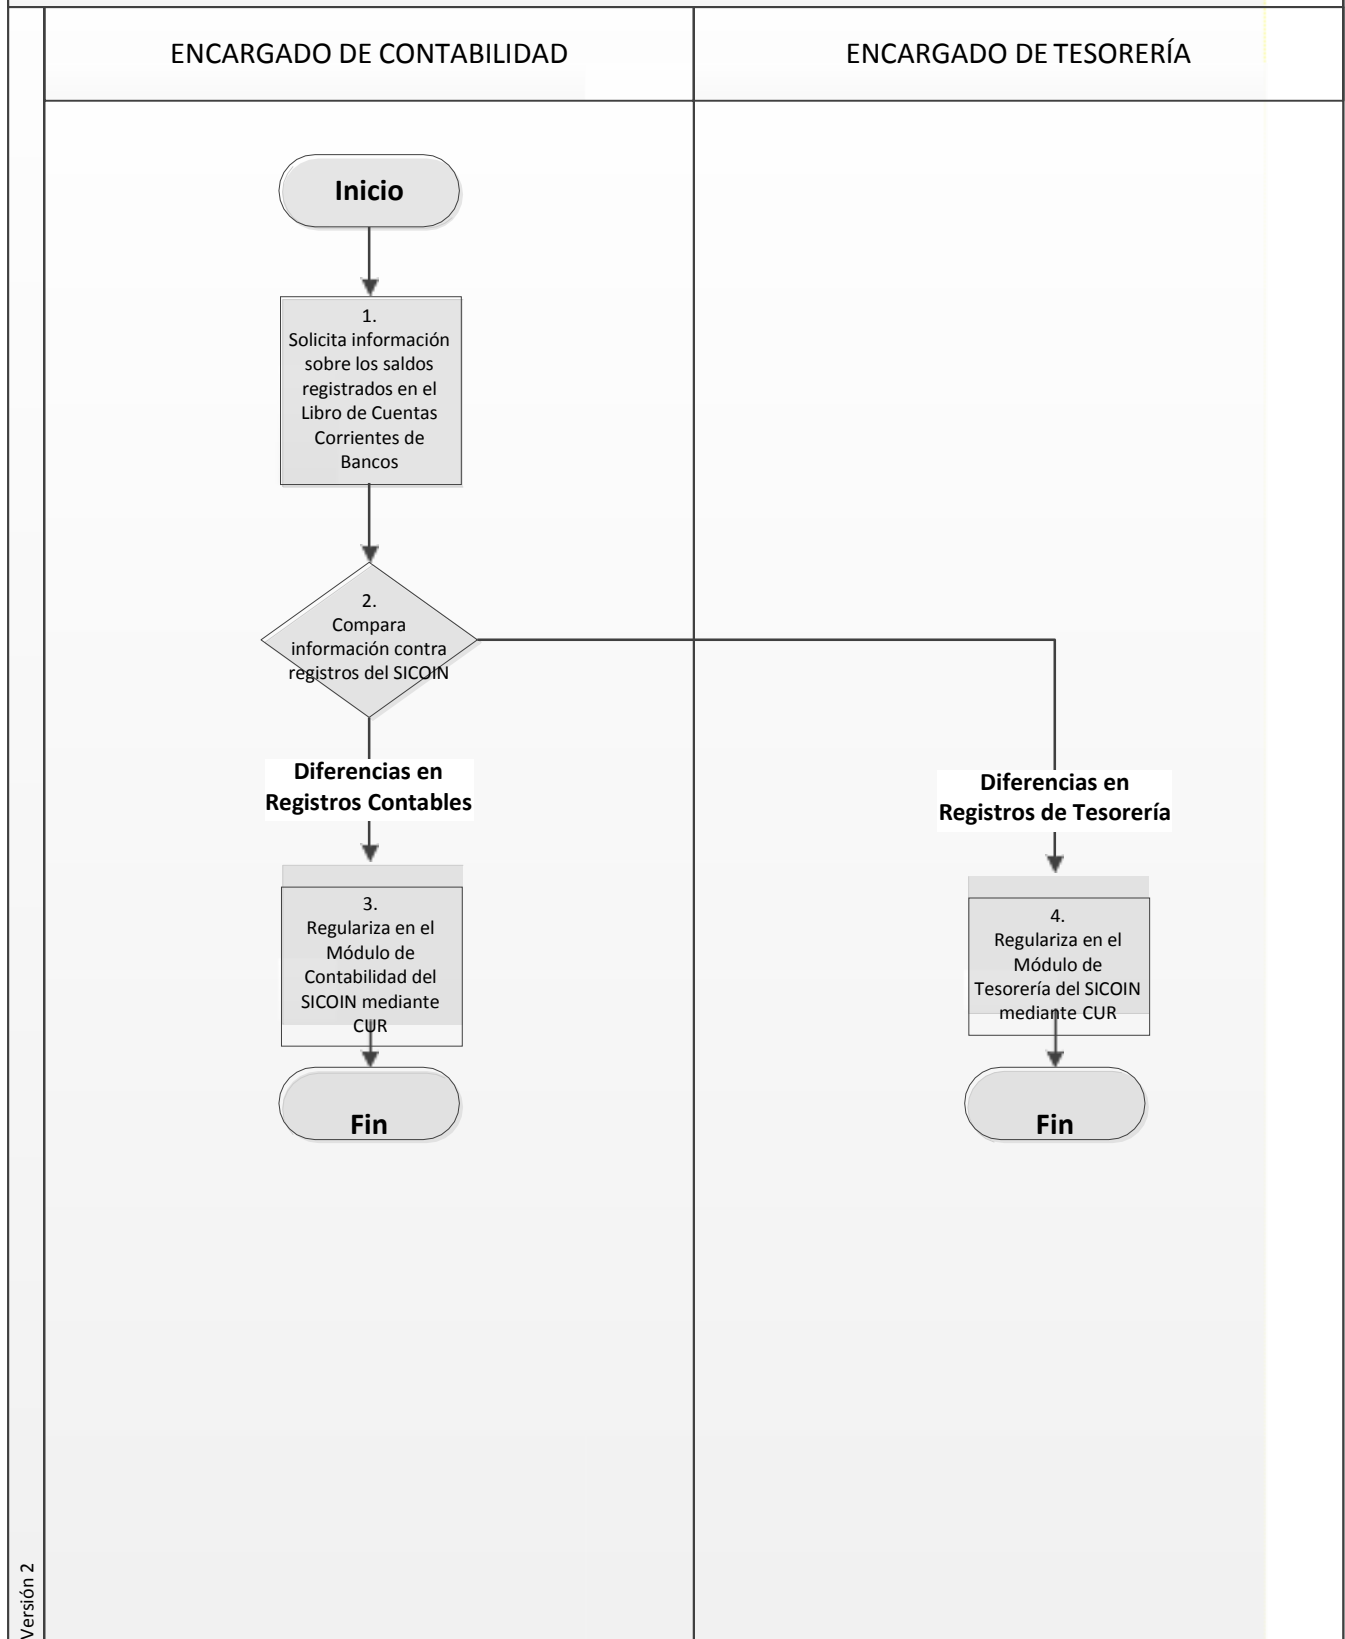 ENCARGADO DE CONTABILIDAD
ENCARGADO DE TESORERÍA
Inicio
1.
Solicita información
sobre los saldos
registrados en el
Libro de Cuentas
Corrientes de
Bancos
2.
Compara
información contra
registros del SICOIN
Diferencias en
Registros Contables
Diferencias en
Registros de Tesorería
3.
Regulariza en el
Módulo de
Contabilidad del
SICOIN mediante
CUR
4.
Regulariza en el
Módulo de
Tesorería del SICOIN
mediante CUR
Fin
Fin
Versión 2